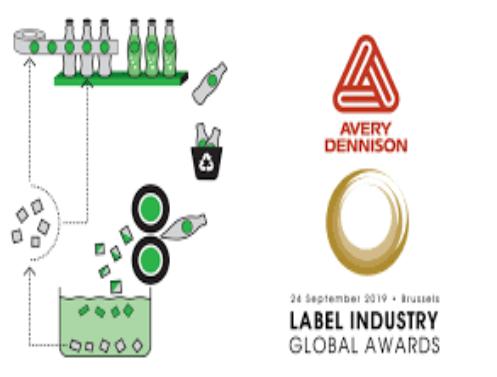 AVERY
DENNISON
24 September 2019 • Brussels
LABEL INDUSTRY
GLOBAL AWARDS